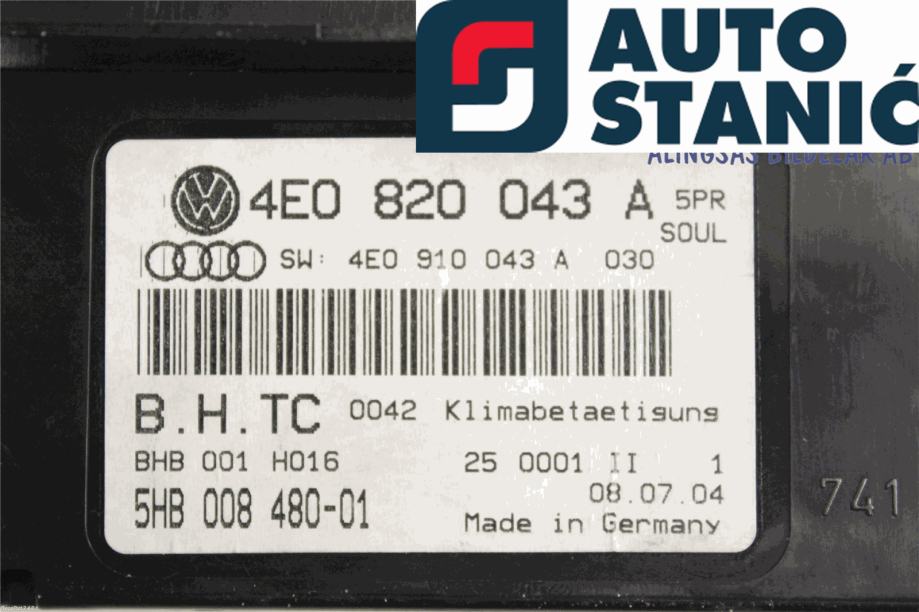 AUTO
STANIĆ
ALINGSÅS BILDELAR AB
4E0 820 043 A 5PR
SOUL
SW: 4E0 910 043 A 030
B.H.TC 0042 Klimabetaetigung
BHB 001 H016 25 0001 II 1
08.07.04
5HB 008 480-01
Made in Germany
741